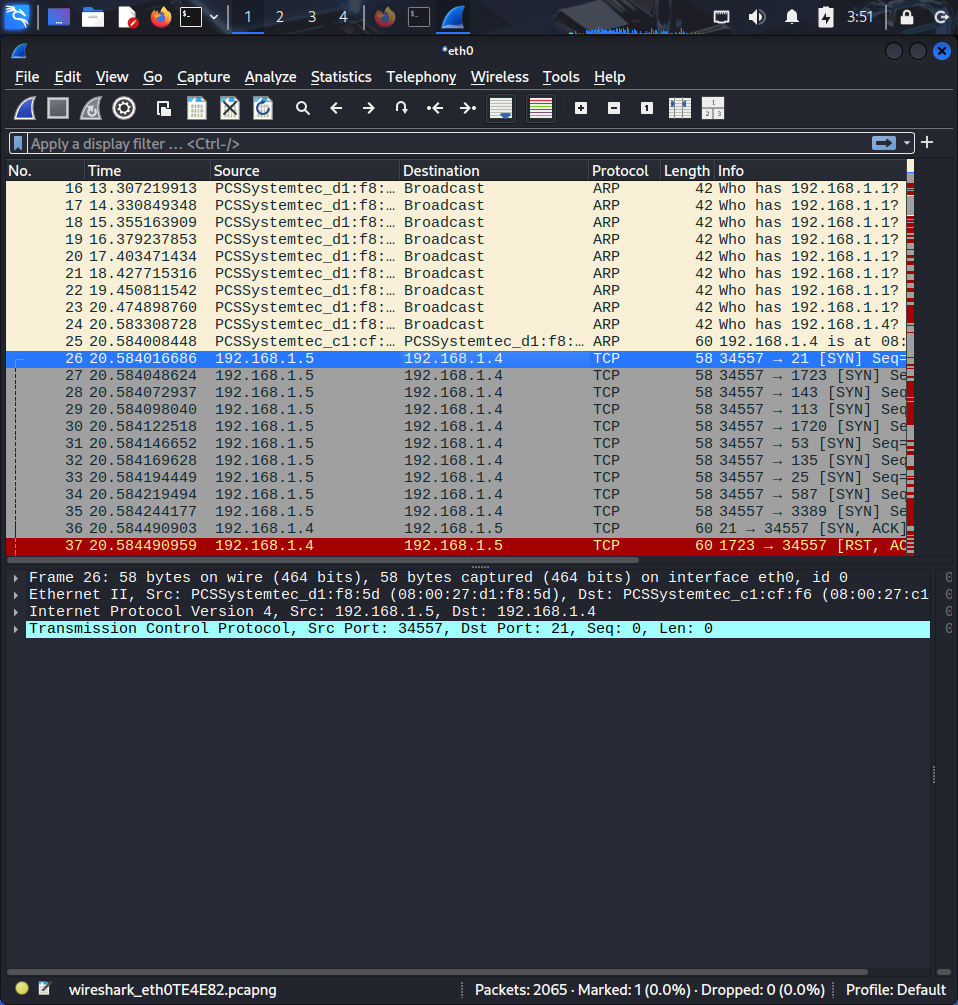 1 2 3 4 3:51
*eth0
File Edit View Go Capture Analyze Statistics Telephony Wireless Tools Help
Apply a display filter … <Ctrl-/>
No. Time Source Destination Protocol Length Info
16 13.307219913 PCSSystemtec_d1:f8:… Broadcast ARP 42 Who has 192.168.1.1?
17 14.330849348 PCSSystemtec_d1:f8:… Broadcast ARP 42 Who has 192.168.1.1?
18 15.355163909 PCSSystemtec_d1:f8:… Broadcast ARP 42 Who has 192.168.1.1?
19 16.379237853 PCSSystemtec_d1:f8:… Broadcast ARP 42 Who has 192.168.1.1?
20 17.403471434 PCSSystemtec_d1:f8:… Broadcast ARP 42 Who has 192.168.1.1?
21 18.427715316 PCSSystemtec_d1:f8:… Broadcast ARP 42 Who has 192.168.1.1?
22 19.450811542 PCSSystemtec_d1:f8:… Broadcast ARP 42 Who has 192.168.1.1?
23 20.474898760 PCSSystemtec_d1:f8:… Broadcast ARP 42 Who has 192.168.1.1?
24 20.583308728 PCSSystemtec_d1:f8:… Broadcast ARP 42 Who has 192.168.1.4?
25 20.584008448 PCSSystemtec_c1:cf:… PCSSystemtec_d1:f8:… ARP 60 192.168.1.4 is at 08:
26 20.584016686 192.168.1.5 192.168.1.4 TCP 58 34557 → 21 [SYN] Seq=
27 20.584048624 192.168.1.5 192.168.1.4 TCP 58 34557 → 1723 [SYN] Se
28 20.584072937 192.168.1.5 192.168.1.4 TCP 58 34557 → 143 [SYN] Seq
29 20.584098040 192.168.1.5 192.168.1.4 TCP 58 34557 → 113 [SYN] Seq
30 20.584122518 192.168.1.5 192.168.1.4 TCP 58 34557 → 1720 [SYN] Se
31 20.584146652 192.168.1.5 192.168.1.4 TCP 58 34557 → 53 [SYN] Seq=
32 20.584169628 192.168.1.5 192.168.1.4 TCP 58 34557 → 135 [SYN] Seq
33 20.584194449 192.168.1.5 192.168.1.4 TCP 58 34557 → 25 [SYN] Seq=
34 20.584219494 192.168.1.5 192.168.1.4 TCP 58 34557 → 587 [SYN] Seq
35 20.584244177 192.168.1.5 192.168.1.4 TCP 58 34557 → 3389 [SYN] Se
36 20.584490903 192.168.1.4 192.168.1.5 TCP 60 21 → 34557 [SYN, ACK]
37 20.584490959 192.168.1.4 192.168.1.5 TCP 60 1723 → 34557 [RST, AC
Frame 26: 58 bytes on wire (464 bits), 58 bytes captured (464 bits) on interface eth0, id 0
Ethernet II, Src: PCSSystemtec_d1:f8:5d (08:00:27:d1:f8:5d), Dst: PCSSystemtec_c1:cf:f6 (08:00:27:c1
Internet Protocol Version 4, Src: 192.168.1.5, Dst: 192.168.1.4
Transmission Control Protocol, Src Port: 34557, Dst Port: 21, Seq: 0, Len: 0
wireshark_eth0TE4E82.pcapng Packets: 2065 · Marked: 1 (0.0%) · Dropped: 0 (0.0%) Profile: Default